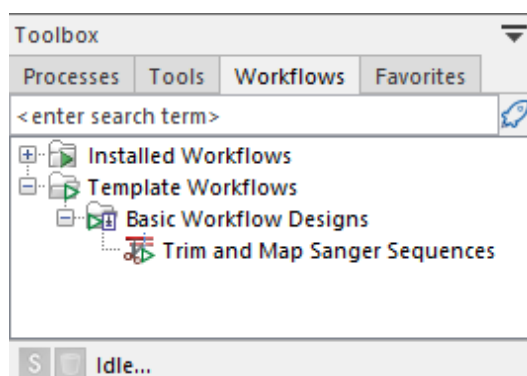 Toolbox
Processes Tools Workflows Favorites
<enter search term>
Installed Workflows
Template Workflows
Basic Workflow Designs
Trim and Map Sanger Sequences
S Idle...